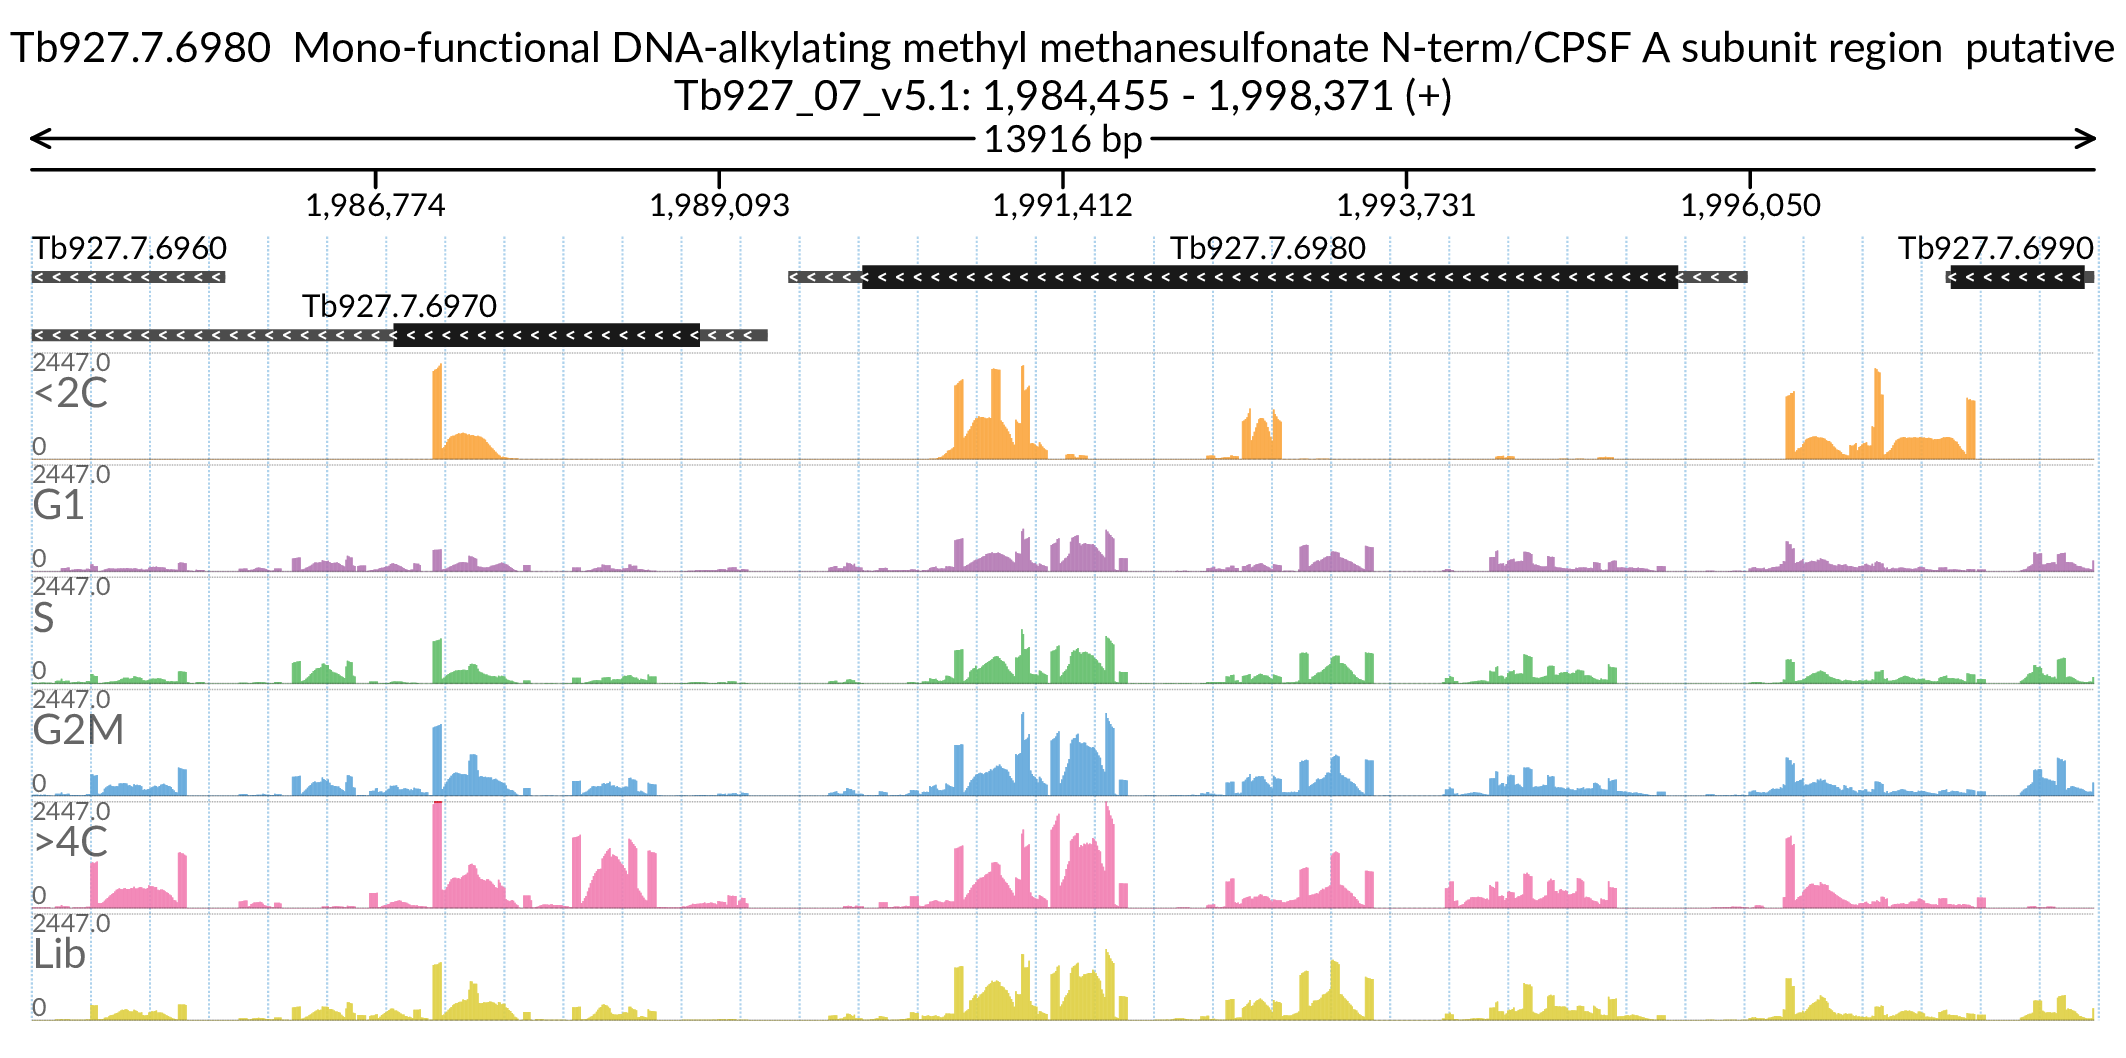 Tb927.7.6980  Mono-functional DNA-alkylating methyl methanesulfonate N-term/CPSF A subunit region  putative
Tb927_07_v5.1: 1,984,455 - 1,998,371 (+)
13916 bp
1,986,774 1,989,093 1,991,412 1,993,731 1,996,050
Tb927.7.6960 Tb927.7.6980 Tb927.7.6990
Tb927.7.6970
2447.0
<2C
0
2447.0
G1
0
2447.0
S
0
2447.0
G2M
0
2447.0
>4C
0
2447.0
Lib
0